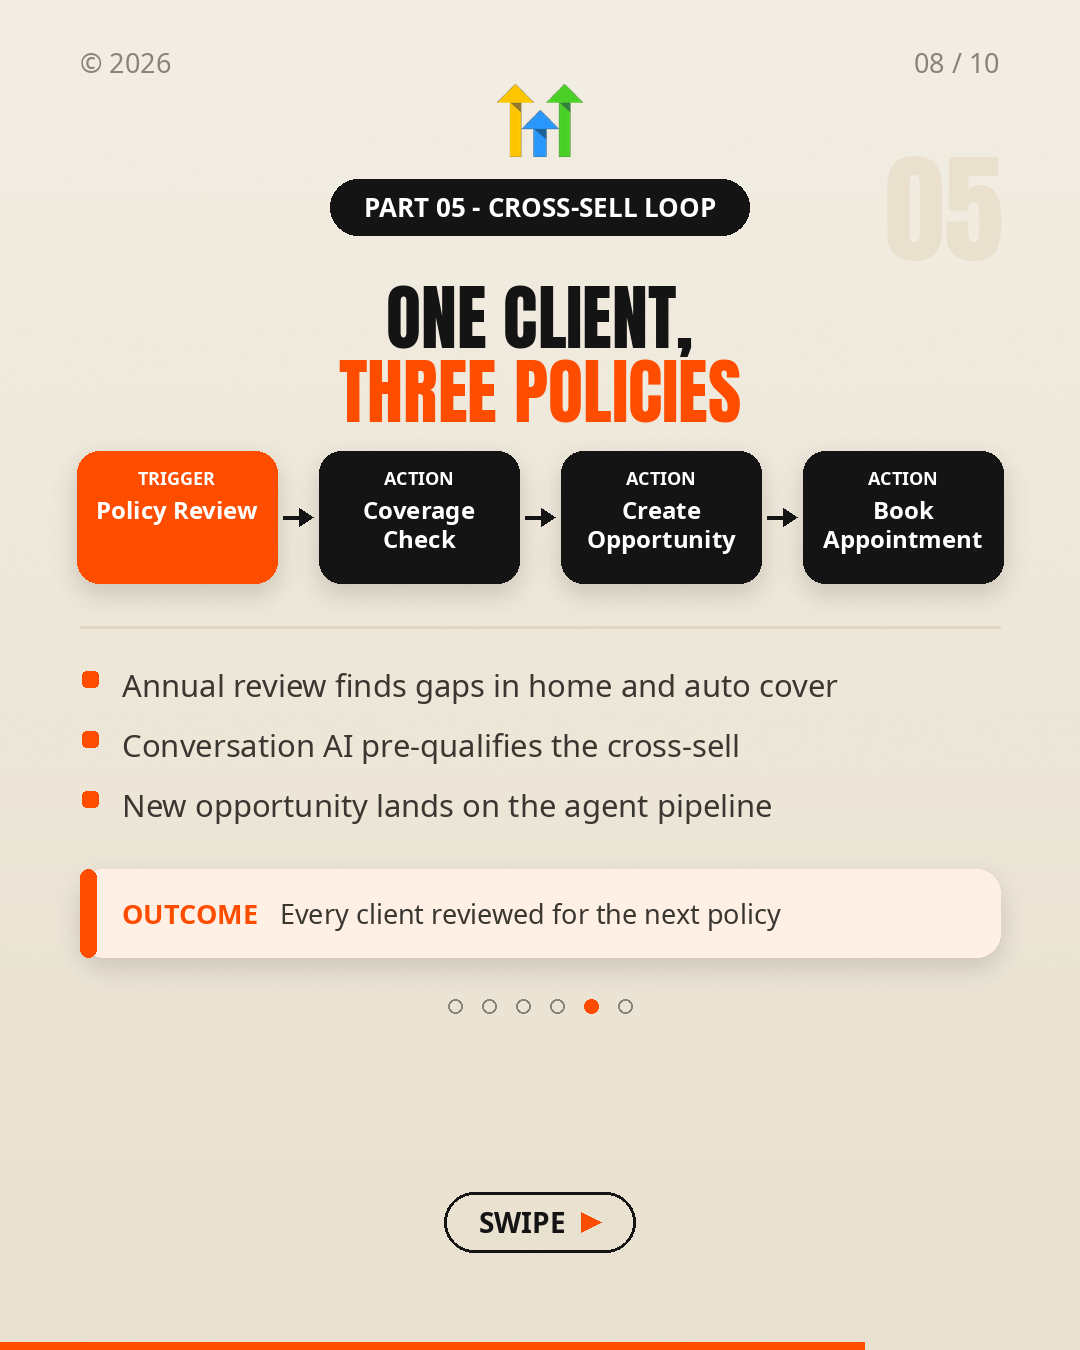 © 2026
08 / 10
PART 05 - CROSS-SELL LOOP
05
ONE CLIENT,
THREE POLICIES
TRIGGER
Policy Review
ACTION
Coverage
Check
ACTION
Create
Opportunity
ACTION
Book
Appointment
Annual review finds gaps in home and auto cover
Conversation AI pre-qualifies the cross-sell
New opportunity lands on the agent pipeline
OUTCOME Every client reviewed for the next policy
SWIPE